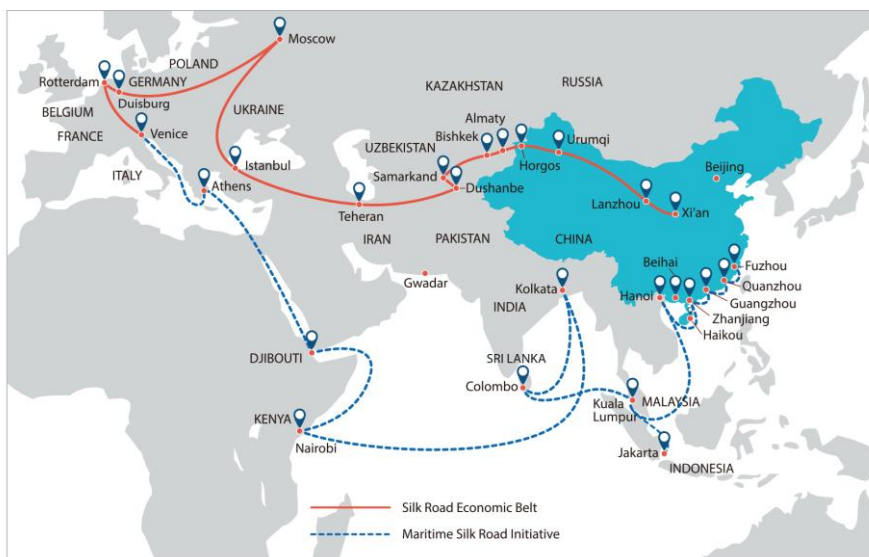 Moscow
POLAND
Rotterdam
GERMANY
Duisburg
BELGIUM
UKRAINE
FRANCE
Venice
KAZAKHSTAN
RUSSIA
Almaty
Bishkek
Urumqi
Horgos
ITALY
Istanbul
UZBEKISTAN
Samarkand
Dushanbe
Beijing
Athens
Teheran
Lanzhou
Xi'an
IRAN
PAKISTAN
CHINA
Gwadar
Beihai
Fuzhou
Kolkata
Quanzhou
INDIA
Hanoi
Guangzhou
Zhanjiang
Haikou
DJIBOUTI
SRI LANKA
Colombo
Kuala
Lumpur
MALAYSIA
KENYA
Nairobi
Jakarta
INDONESIA
Silk Road Economic Belt
Maritime Silk Road Initiative